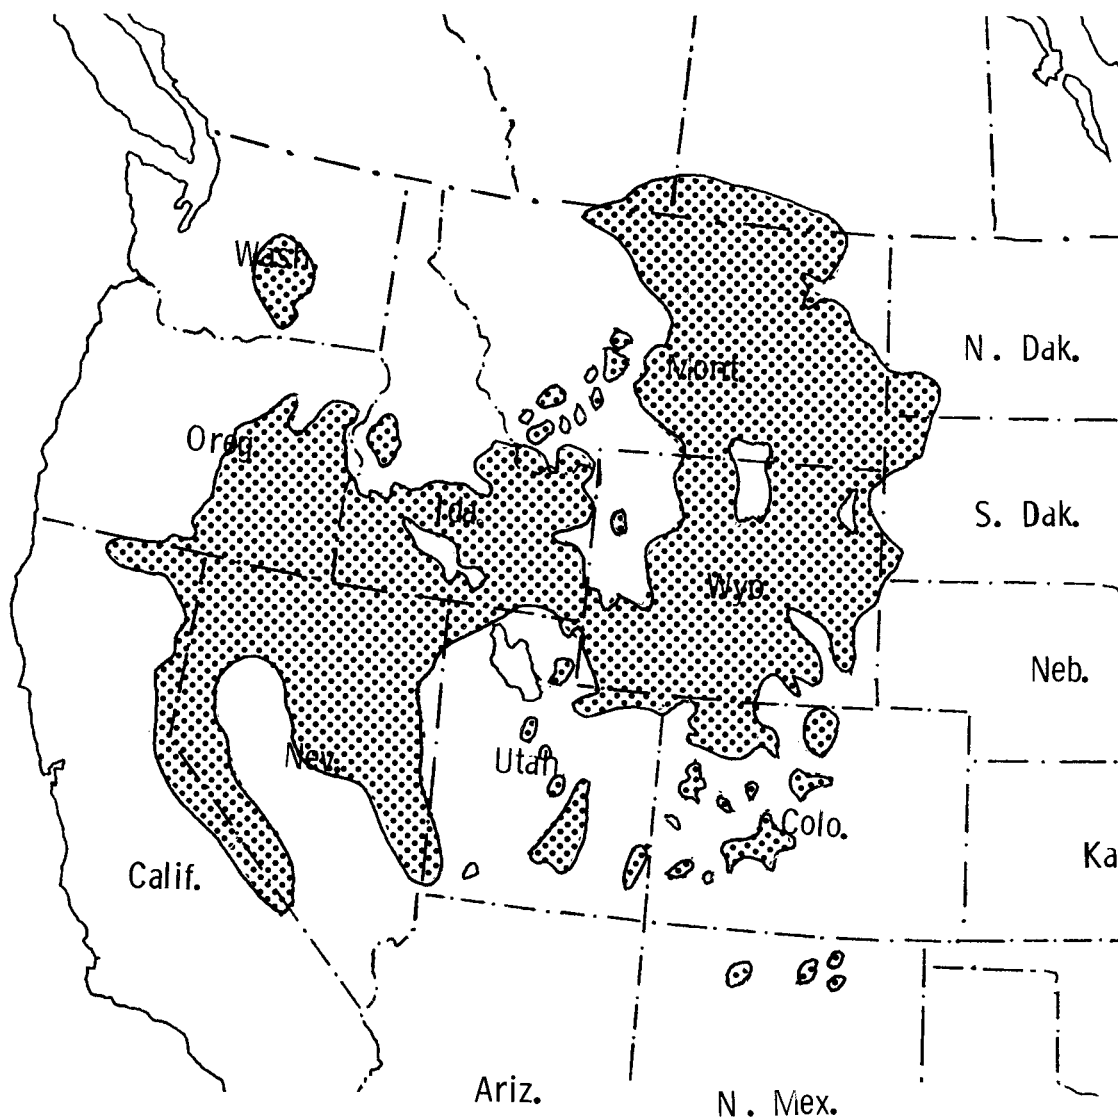 Wash.
N. Dak.
Mont.
Oreg.
Ida.
S. Dak.
Wyo.
Neb.
Nev.
Utah
Colo.
Calif.
Ka
Ariz.
N. Mex.